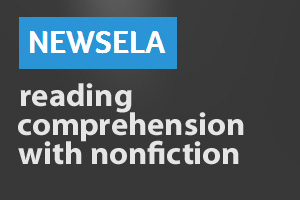 NEWSELA
reading
comprehension
with nonfiction